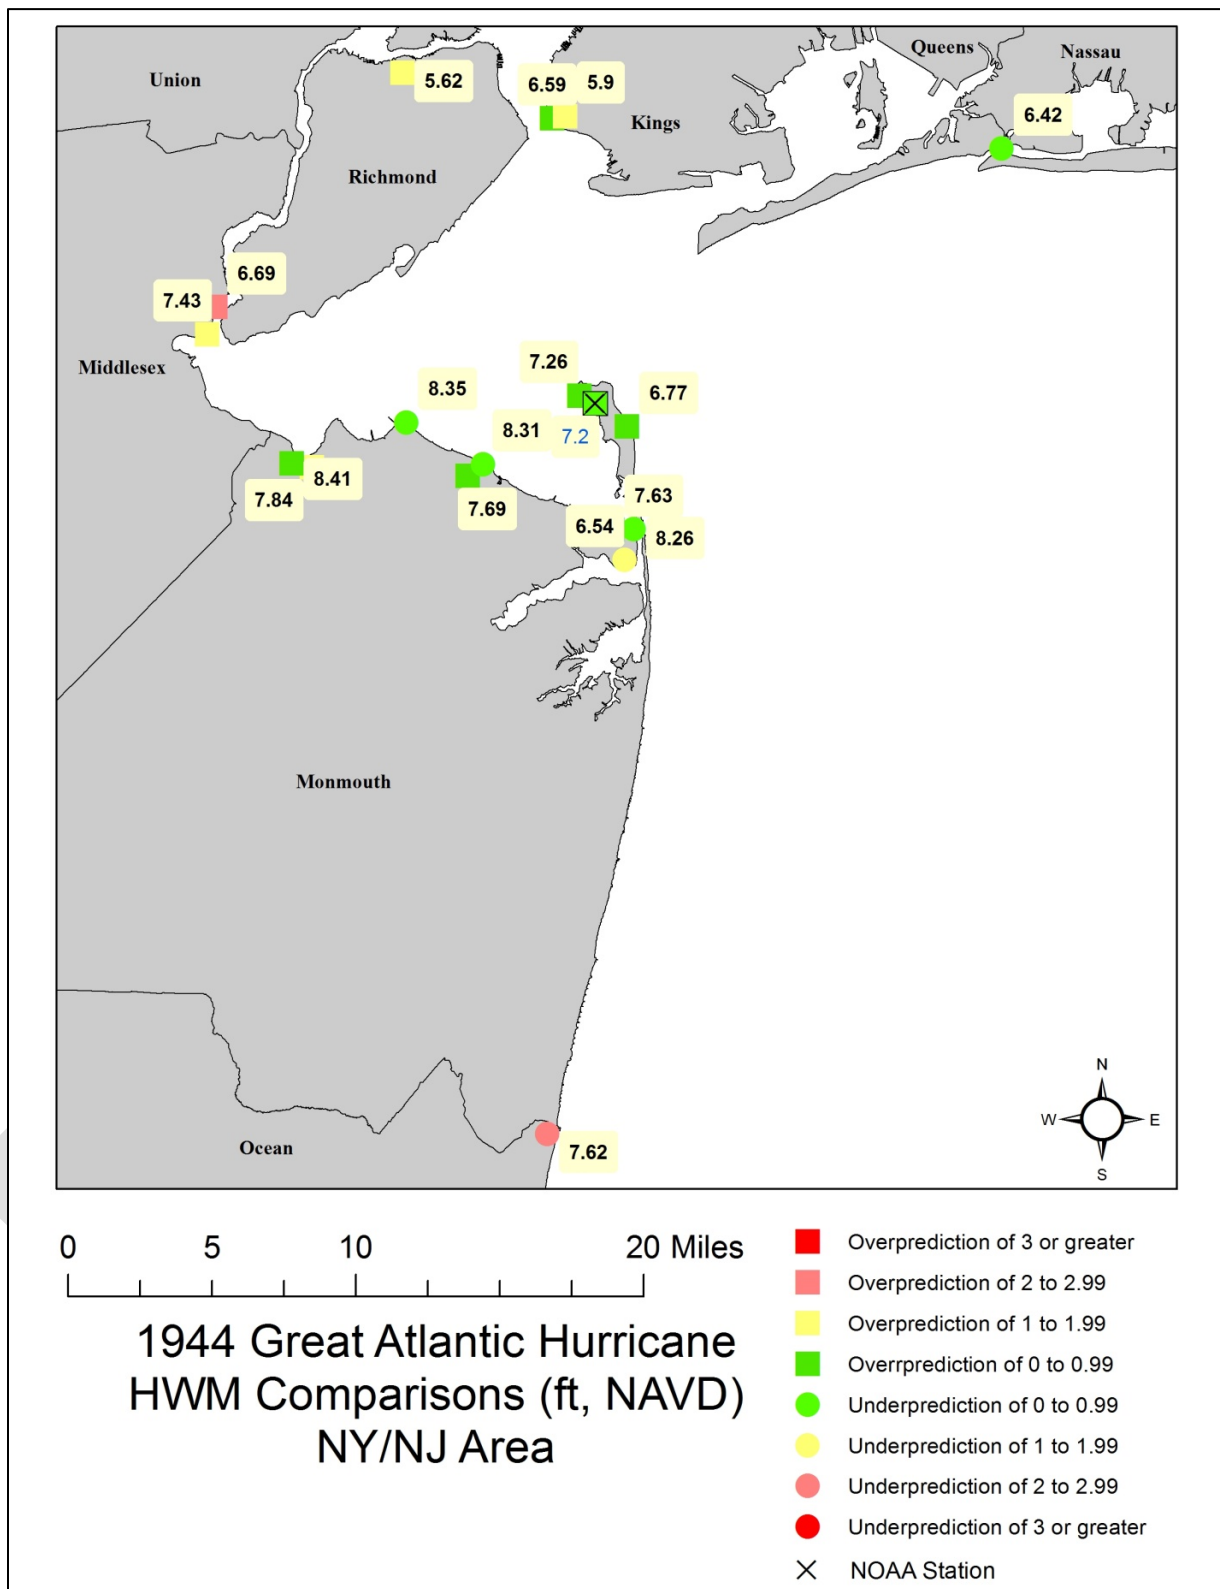 Queens
Nassau
Union
5.62
6.59
5.9
Kings
6.42
Richmond
6.69
7.43
Middlesex
7.26
8.35
6.77
8.31
7.2
8.41
7.84
7.69
7.63
6.54
8.26
Monmouth
N
W
E
S
Ocean
7.62
0 5 10 20 Miles
1944 Great Atlantic Hurricane
HWM Comparisons (ft, NAVD)
NY/NJ Area
Overprediction of 3 or greater
Overprediction of 2 to 2.99
Overprediction of 1 to 1.99
Overrprediction of 0 to 0.99
Underprediction of 0 to 0.99
Underprediction of 1 to 1.99
Underprediction of 2 to 2.99
Underprediction of 3 or greater
NOAA Station